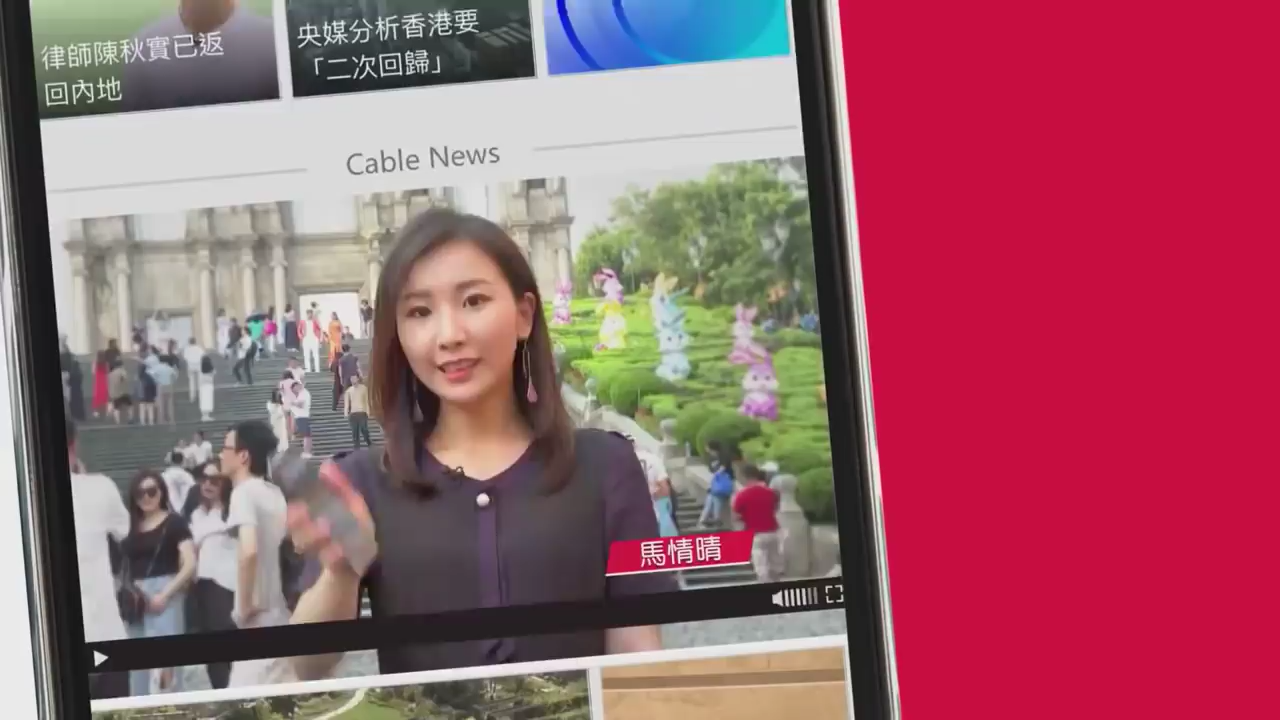 律師陳秋實已返
回內地
央媒分析香港要
「二次回歸」
Cable News
馬情晴